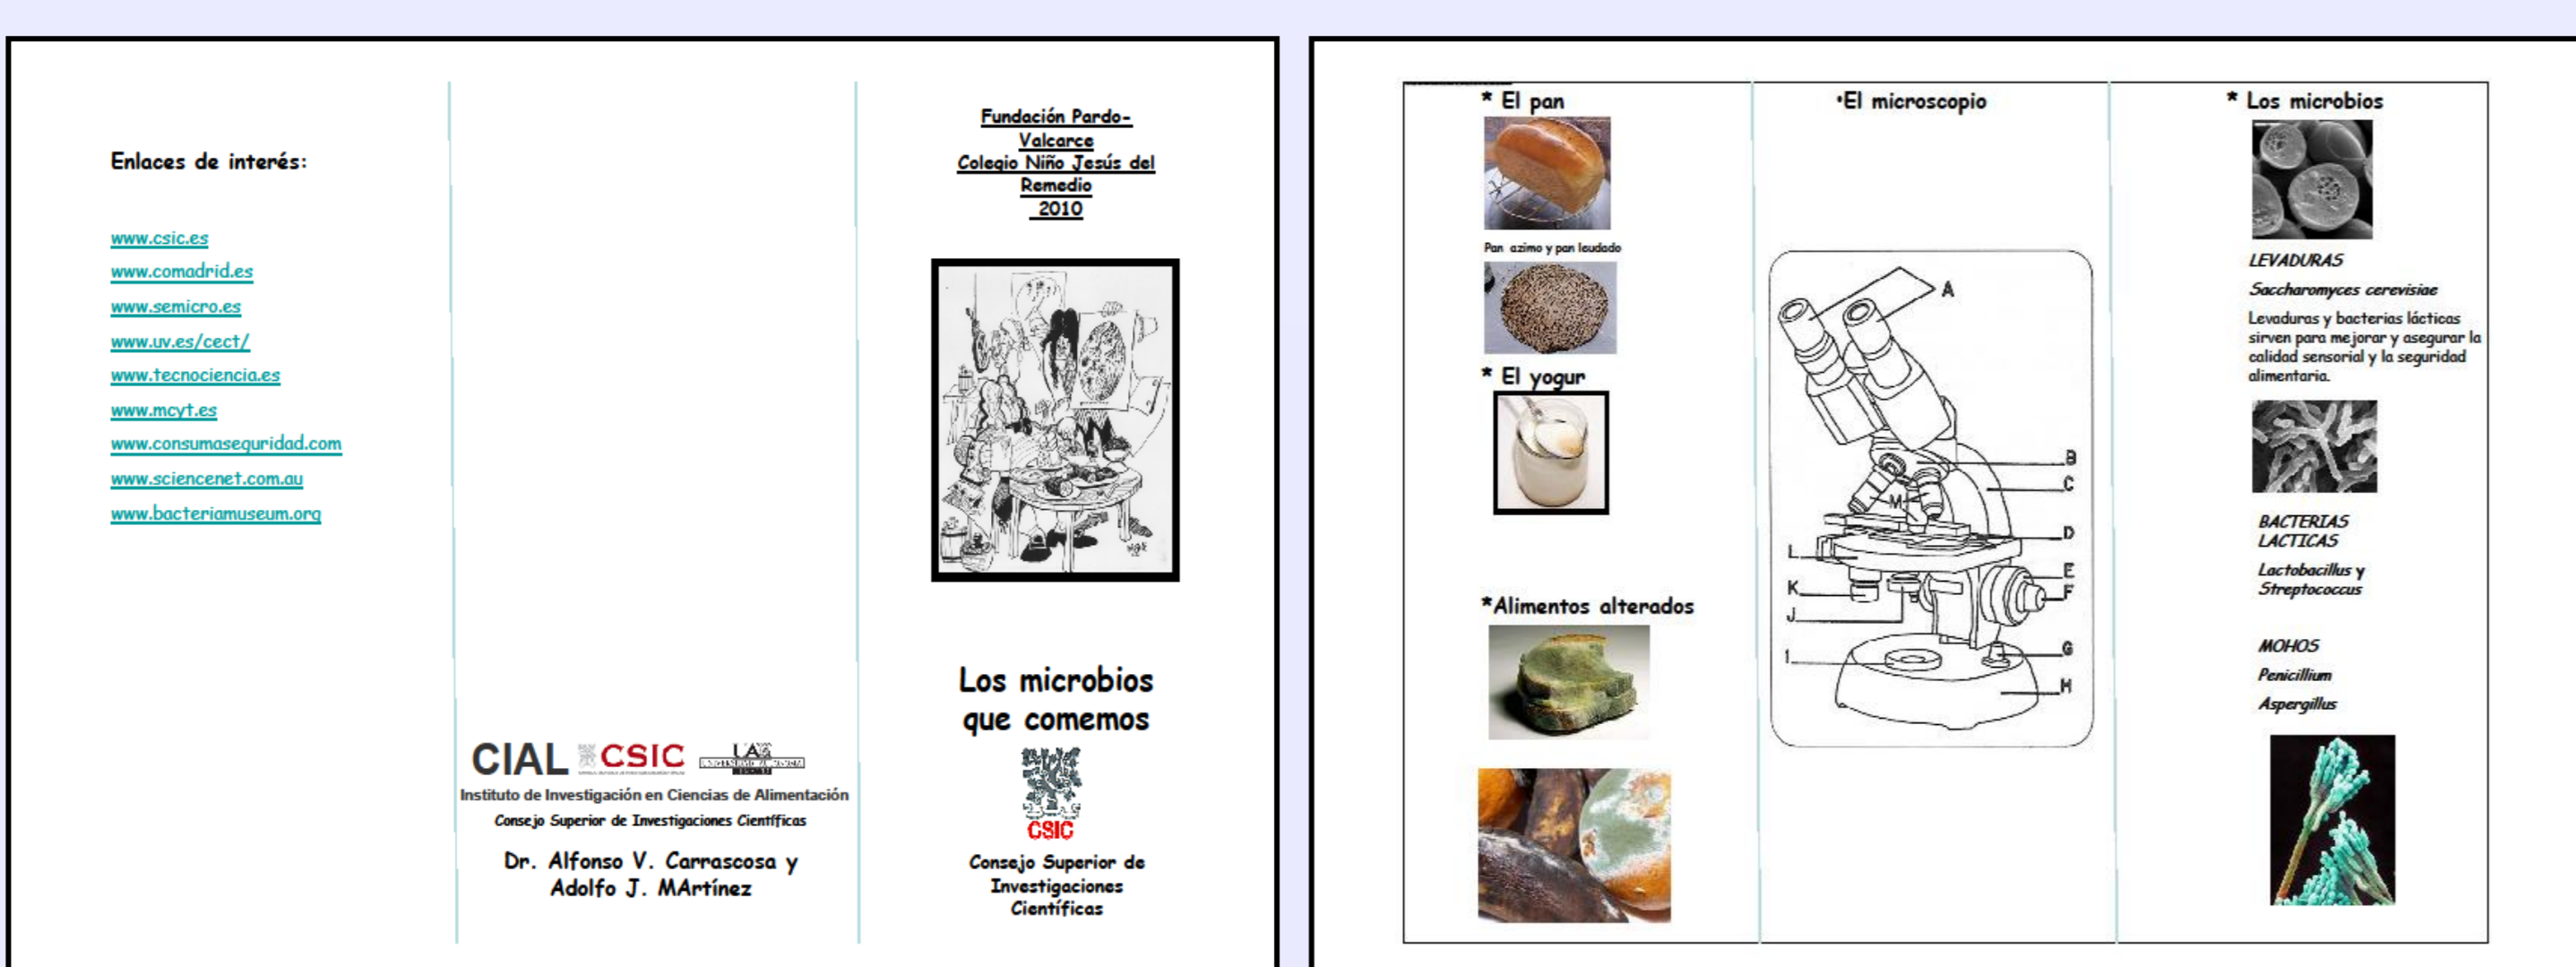 Enlaces de interés:
www.csic.es
www.comadrid.es
www.semicro.es
www.uv.es/cect/
www.tecnociencia.es
www.mcyt.es
www.consumaseguridad.com
www.sciencenet.com.au
www.bacteriamuseum.org
CIAL CSIC
Instituto de Investigación en Ciencias de Alimentación
Consejo Superior de Investigaciones Científicas
Dr. Alfonso V. Carrascosa y
Adolfo J. MArtínez
Fundación Pardo-
Valcarce
Colegio Niño Jesús del
Remedio
2010
Los microbios
que comemos
CSIC
Consejo Superior de
Investigaciones
Científicas
* El pan
Pan azimo y pan leudado
* El yogur
*Alimentos alterados
•El microscopio
A
B
C
M
D
L
E
K
F
J
G
I
H
* Los microbios
LEVADURAS
Saccharomyces cerevisiae
Levaduras y bacterias lácticas
sirven para mejorar y asegurar la
calidad sensorial y la seguridad
alimentaria.
BACTERIAS
LACTICAS
Lactobacillus y
Streptococcus
MOHOS
Penicillium
Aspergillus